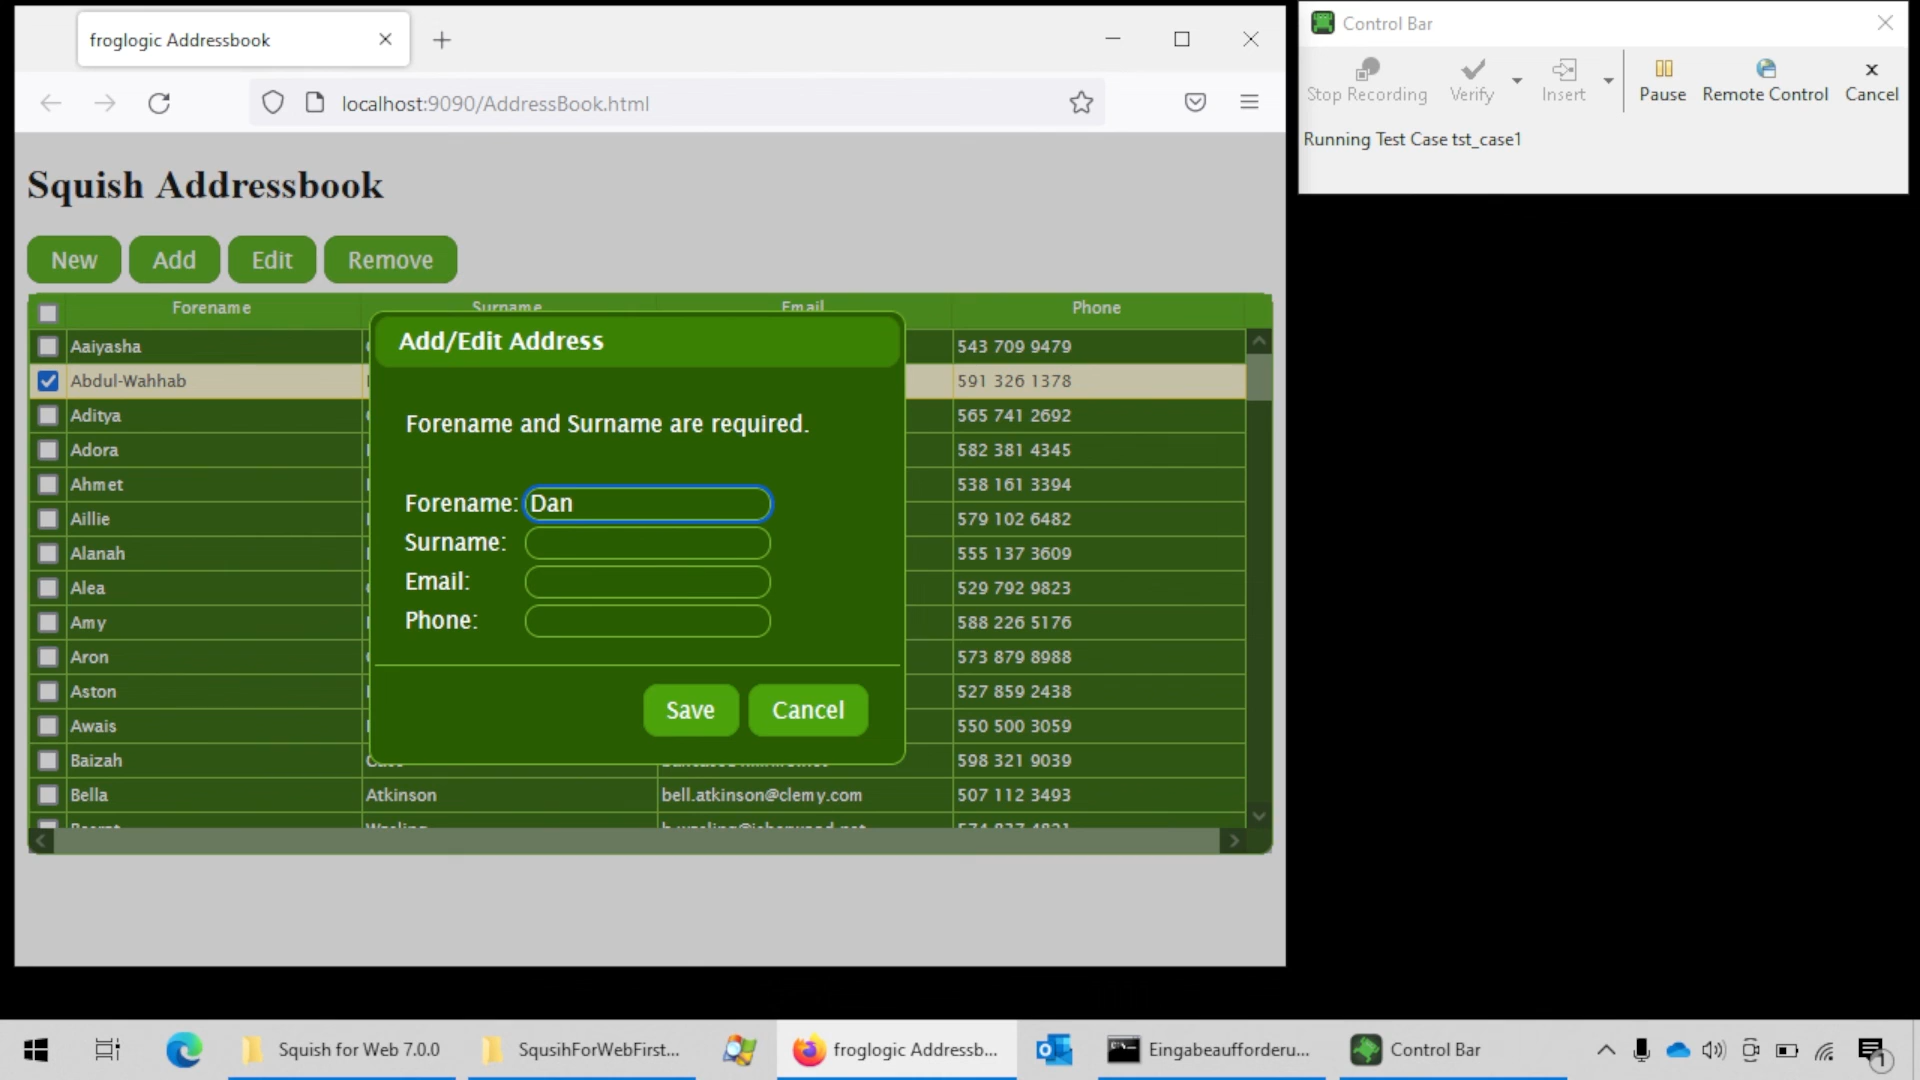 froglogic Addressbook
localhost:9090/AddressBook.html
Squish Addressbook
New Add Edit Remove
Forename Surname Email Phone
Aaiyasha 543 709 9479
Abdul-Wahhab 591 326 1378
Aditya 565 741 2692
Adora 582 381 4345
Ahmet 538 161 3394
Aillie 579 102 6482
Alanah 555 137 3609
Alea 529 792 9823
Amy 588 226 5176
Aron 573 879 8988
Aston 527 859 2438
Awais 550 500 3059
Baizah 598 321 9039
Bella Atkinson bell.atkinson@clemy.com 507 112 3493
Add/Edit Address
Forename and Surname are required.
Forename: Dan
Surname:
Email:
Phone:
Save Cancel
Control Bar
Stop Recording Verify Insert Pause Remote Control Cancel
Running Test Case tst_case1
Squish for Web 7.0.0 SqusihForWebFirst... froglogic Addressb... Eingabeaufforderu... Control Bar 1